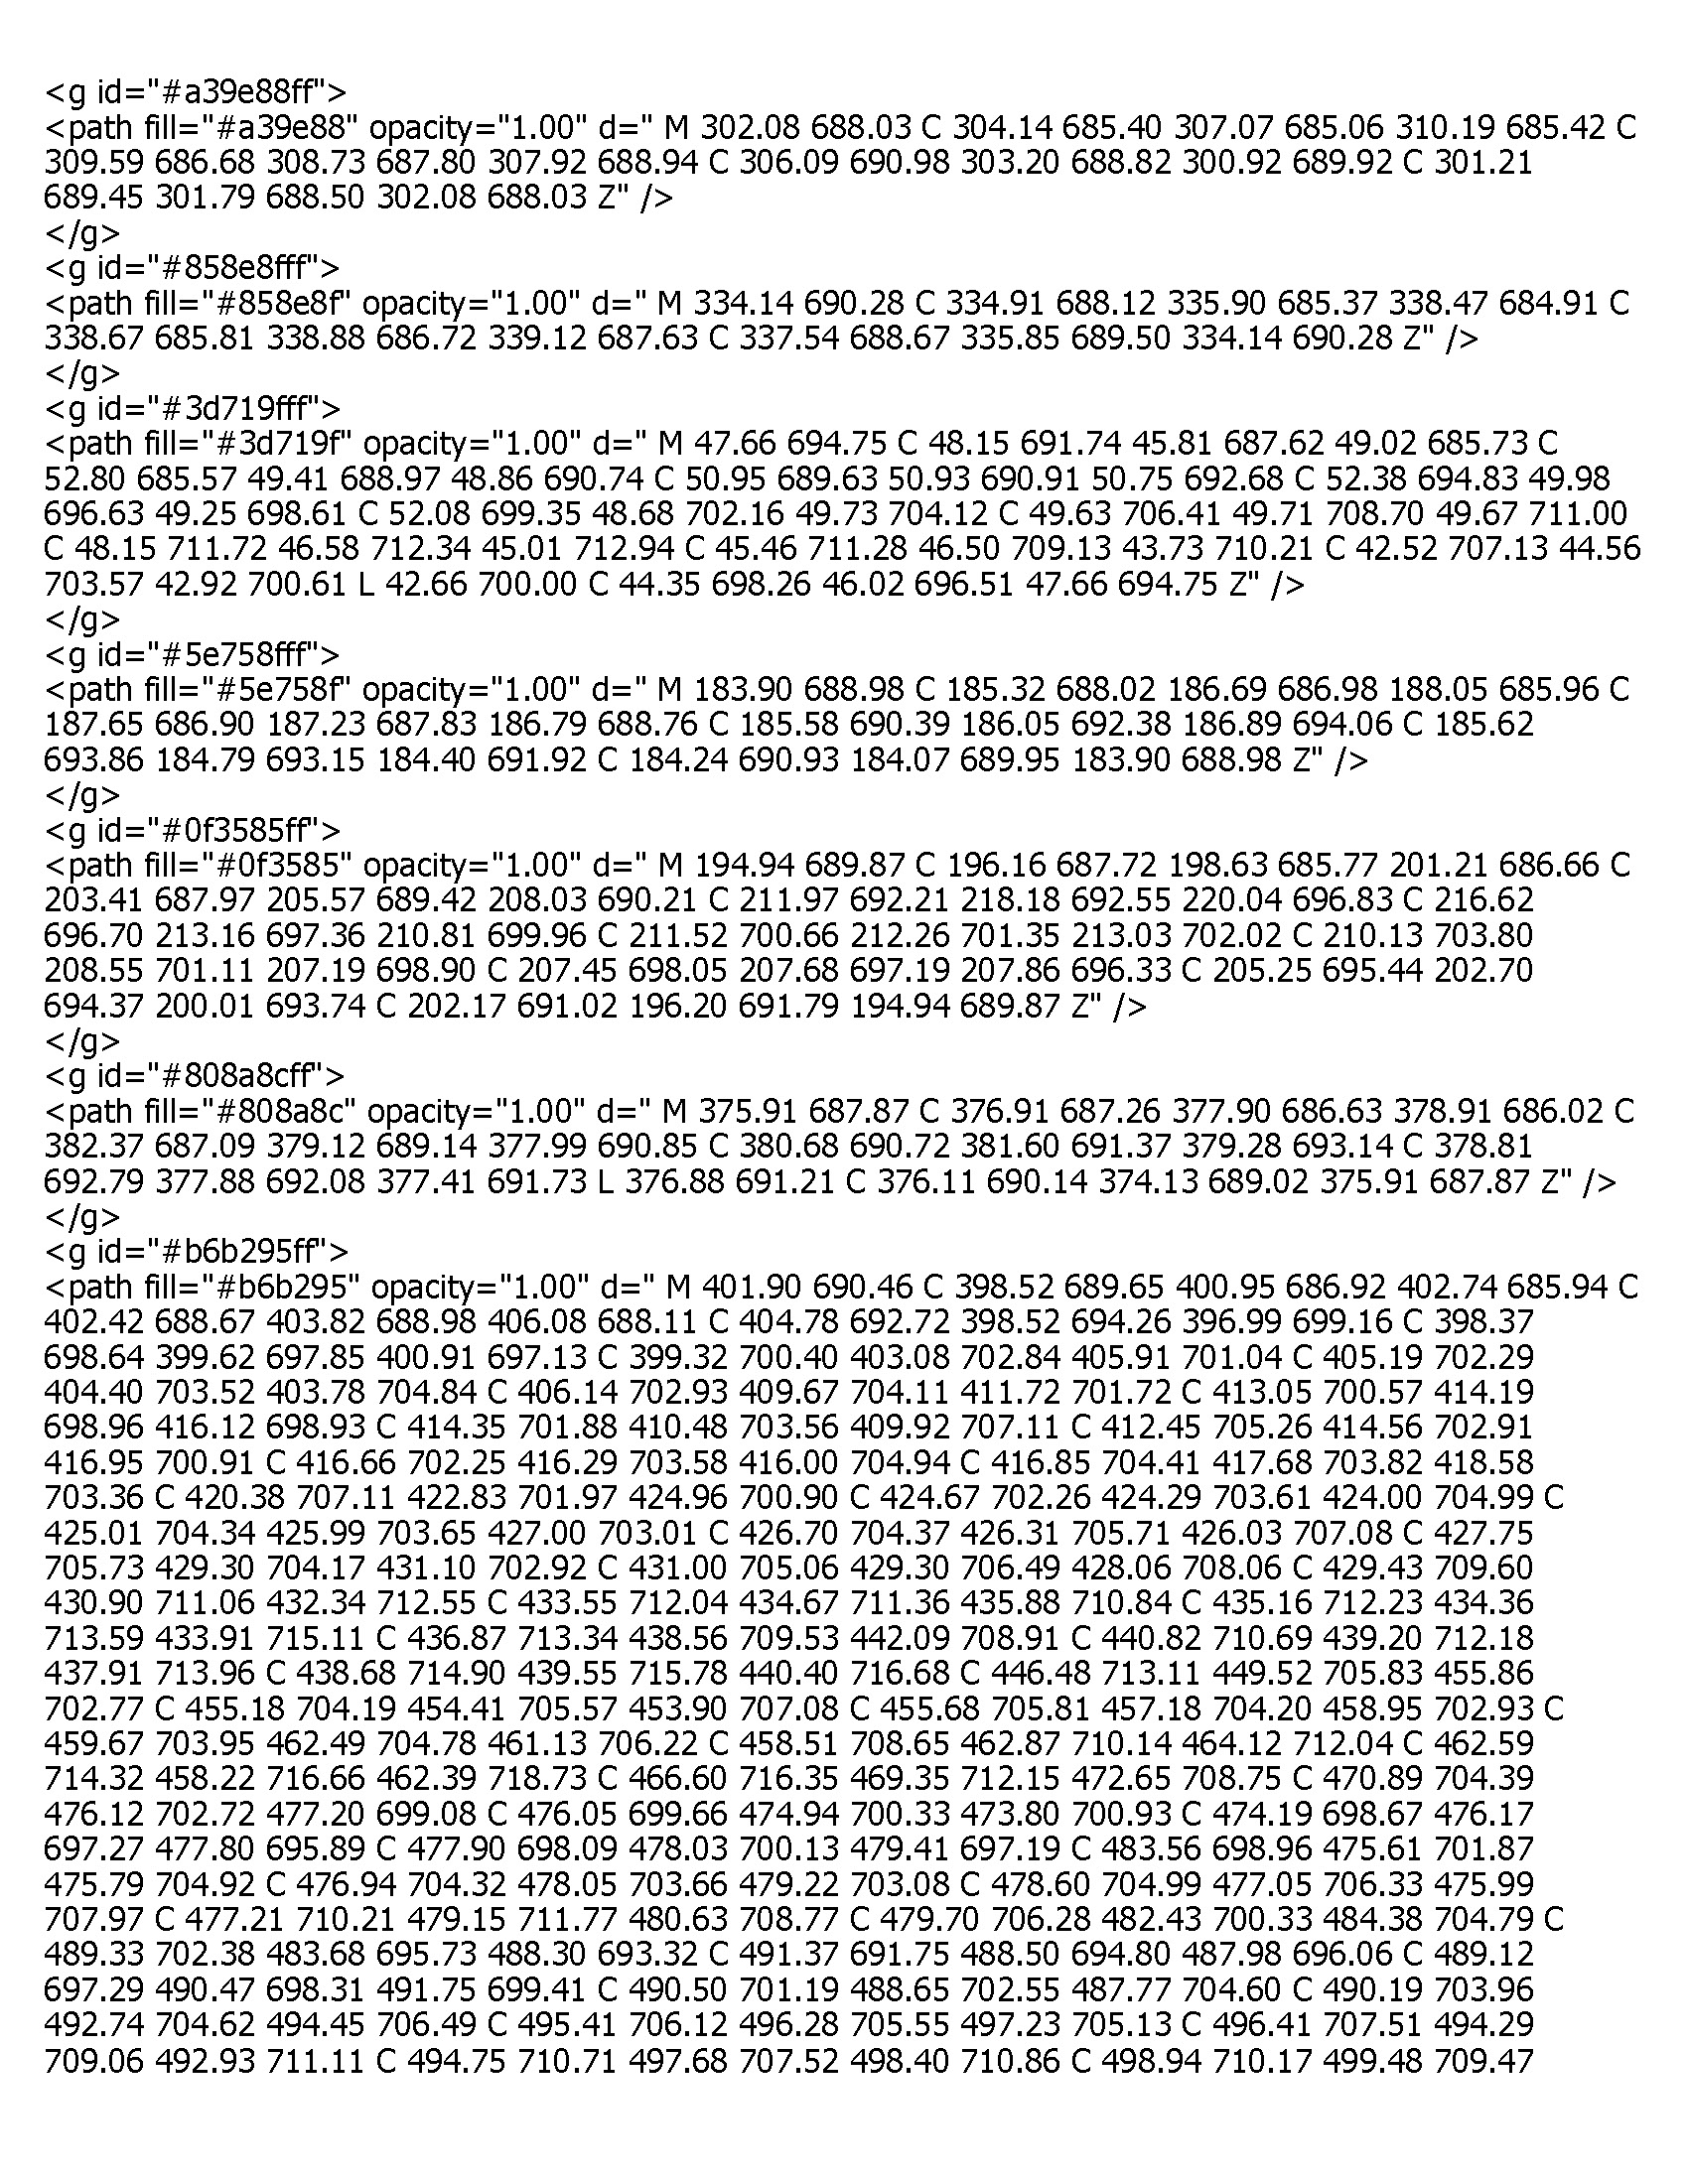 <g id="#a39e88ff">
<path fill="#a39e88" opacity="1.00" d=" M 302.08 688.03 C 304.14 685.40 307.07 685.06 310.19 685.42 C
309.59 686.68 308.73 687.80 307.92 688.94 C 306.09 690.98 303.20 688.82 300.92 689.92 C 301.21
689.45 301.79 688.50 302.08 688.03 Z" />
</g>
<g id="#858e8fff">
<path fill="#858e8f" opacity="1.00" d=" M 334.14 690.28 C 334.91 688.12 335.90 685.37 338.47 684.91 C
338.67 685.81 338.88 686.72 339.12 687.63 C 337.54 688.67 335.85 689.50 334.14 690.28 Z" />
</g>
<g id="#3d719fff">
<path fill="#3d719f" opacity="1.00" d=" M 47.66 694.75 C 48.15 691.74 45.81 687.62 49.02 685.73 C
52.80 685.57 49.41 688.97 48.86 690.74 C 50.95 689.63 50.93 690.91 50.75 692.68 C 52.38 694.83 49.98
696.63 49.25 698.61 C 52.08 699.35 48.68 702.16 49.73 704.12 C 49.63 706.41 49.71 708.70 49.67 711.00
C 48.15 711.72 46.58 712.34 45.01 712.94 C 45.46 711.28 46.50 709.13 43.73 710.21 C 42.52 707.13 44.56
703.57 42.92 700.61 L 42.66 700.00 C 44.35 698.26 46.02 696.51 47.66 694.75 Z" />
</g>
<g id="#5e758fff">
<path fill="#5e758f" opacity="1.00" d=" M 183.90 688.98 C 185.32 688.02 186.69 686.98 188.05 685.96 C
187.65 686.90 187.23 687.83 186.79 688.76 C 185.58 690.39 186.05 692.38 186.89 694.06 C 185.62
693.86 184.79 693.15 184.40 691.92 C 184.24 690.93 184.07 689.95 183.90 688.98 Z" />
</g>
<g id="#0f3585ff">
<path fill="#0f3585" opacity="1.00" d=" M 194.94 689.87 C 196.16 687.72 198.63 685.77 201.21 686.66 C
203.41 687.97 205.57 689.42 208.03 690.21 C 211.97 692.21 218.18 692.55 220.04 696.83 C 216.62
696.70 213.16 697.36 210.81 699.96 C 211.52 700.66 212.26 701.35 213.03 702.02 C 210.13 703.80
208.55 701.11 207.19 698.90 C 207.45 698.05 207.68 697.19 207.86 696.33 C 205.25 695.44 202.70
694.37 200.01 693.74 C 202.17 691.02 196.20 691.79 194.94 689.87 Z" />
</g>
<g id="#808a8cff">
<path fill="#808a8c" opacity="1.00" d=" M 375.91 687.87 C 376.91 687.26 377.90 686.63 378.91 686.02 C
382.37 687.09 379.12 689.14 377.99 690.85 C 380.68 690.72 381.60 691.37 379.28 693.14 C 378.81
692.79 377.88 692.08 377.41 691.73 L 376.88 691.21 C 376.11 690.14 374.13 689.02 375.91 687.87 Z" />
</g>
<g id="#b6b295ff">
<path fill="#b6b295" opacity="1.00" d=" M 401.90 690.46 C 398.52 689.65 400.95 686.92 402.74 685.94 C
402.42 688.67 403.82 688.98 406.08 688.11 C 404.78 692.72 398.52 694.26 396.99 699.16 C 398.37
698.64 399.62 697.85 400.91 697.13 C 399.32 700.40 403.08 702.84 405.91 701.04 C 405.19 702.29
404.40 703.52 403.78 704.84 C 406.14 702.93 409.67 704.11 411.72 701.72 C 413.05 700.57 414.19
698.96 416.12 698.93 C 414.35 701.88 410.48 703.56 409.92 707.11 C 412.45 705.26 414.56 702.91
416.95 700.91 C 416.66 702.25 416.29 703.58 416.00 704.94 C 416.85 704.41 417.68 703.82 418.58
703.36 C 420.38 707.11 422.83 701.97 424.96 700.90 C 424.67 702.26 424.29 703.61 424.00 704.99 C
425.01 704.34 425.99 703.65 427.00 703.01 C 426.70 704.37 426.31 705.71 426.03 707.08 C 427.75
705.73 429.30 704.17 431.10 702.92 C 431.00 705.06 429.30 706.49 428.06 708.06 C 429.43 709.60
430.90 711.06 432.34 712.55 C 433.55 712.04 434.67 711.36 435.88 710.84 C 435.16 712.23 434.36
713.59 433.91 715.11 C 436.87 713.34 438.56 709.53 442.09 708.91 C 440.82 710.69 439.20 712.18
437.91 713.96 C 438.68 714.90 439.55 715.78 440.40 716.68 C 446.48 713.11 449.52 705.83 455.86
702.77 C 455.18 704.19 454.41 705.57 453.90 707.08 C 455.68 705.81 457.18 704.20 458.95 702.93 C
459.67 703.95 462.49 704.78 461.13 706.22 C 458.51 708.65 462.87 710.14 464.12 712.04 C 462.59
714.32 458.22 716.66 462.39 718.73 C 466.60 716.35 469.35 712.15 472.65 708.75 C 470.89 704.39
476.12 702.72 477.20 699.08 C 476.05 699.66 474.94 700.33 473.80 700.93 C 474.19 698.67 476.17
697.27 477.80 695.89 C 477.90 698.09 478.03 700.13 479.41 697.19 C 483.56 698.96 475.61 701.87
475.79 704.92 C 476.94 704.32 478.05 703.66 479.22 703.08 C 478.60 704.99 477.05 706.33 475.99
707.97 C 477.21 710.21 479.15 711.77 480.63 708.77 C 479.70 706.28 482.43 700.33 484.38 704.79 C
489.33 702.38 483.68 695.73 488.30 693.32 C 491.37 691.75 488.50 694.80 487.98 696.06 C 489.12
697.29 490.47 698.31 491.75 699.41 C 490.50 701.19 488.65 702.55 487.77 704.60 C 490.19 703.96
492.74 704.62 494.45 706.49 C 495.41 706.12 496.28 705.55 497.23 705.13 C 496.41 707.51 494.29
709.06 492.93 711.11 C 494.75 710.71 497.68 707.52 498.40 710.86 C 498.94 710.17 499.48 709.47